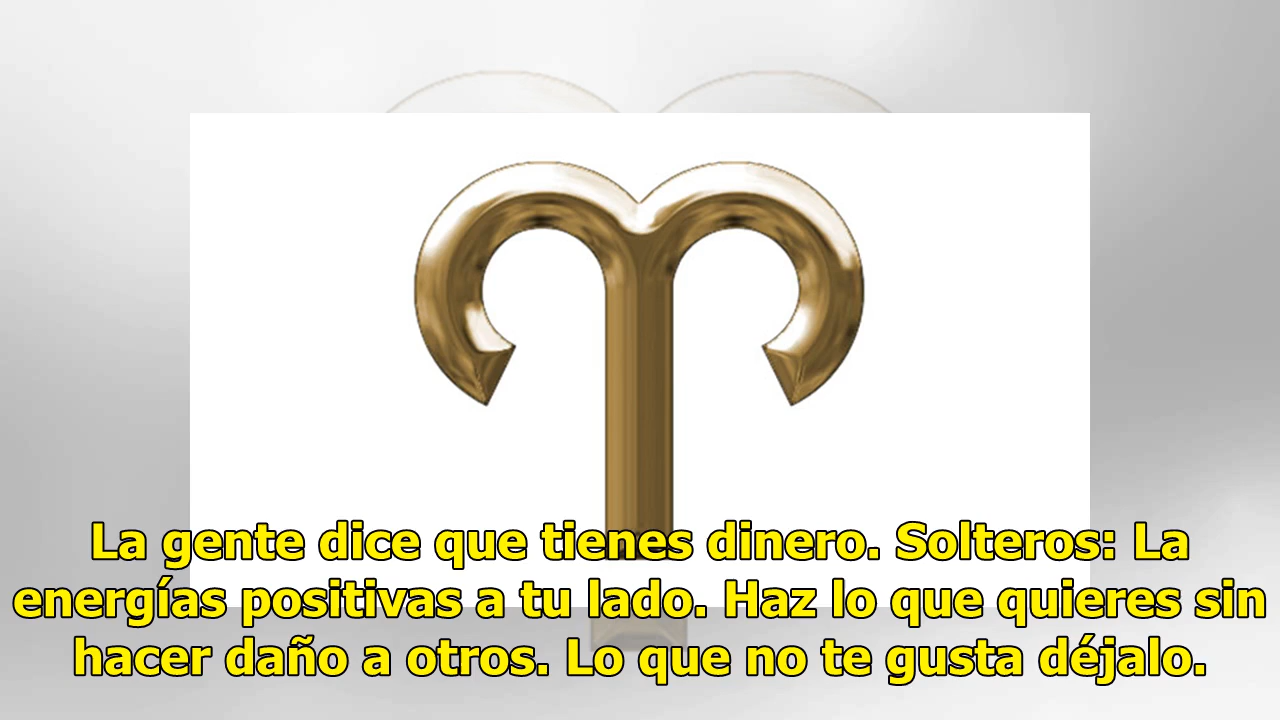 La gente dice que tienes dinero. Solteros: La
energías positivas a tu lado. Haz lo que quieres sin
hacer daño a otros. Lo que no te gusta déjalo.